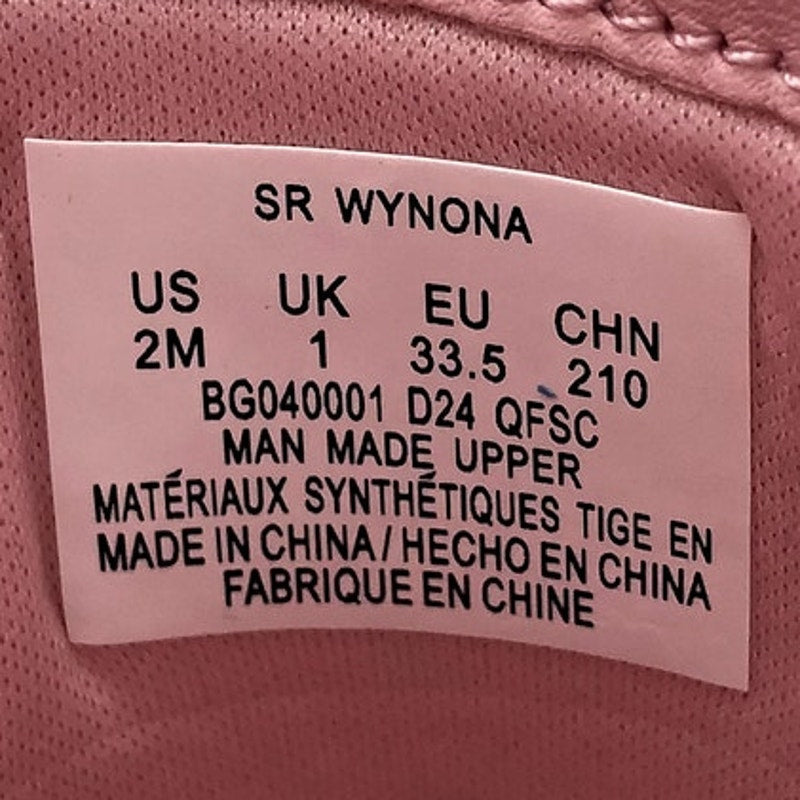 SR WYNONA
US UK EU CHN
2M 1 33.5 210
BG040001 D24 QFSC
MAN MADE UPPER
MATÉRIAUX SYNTHÉTIQUES TIGE EN
MADE IN CHINA / HECHO EN CHINA
FABRIQUE EN CHINE